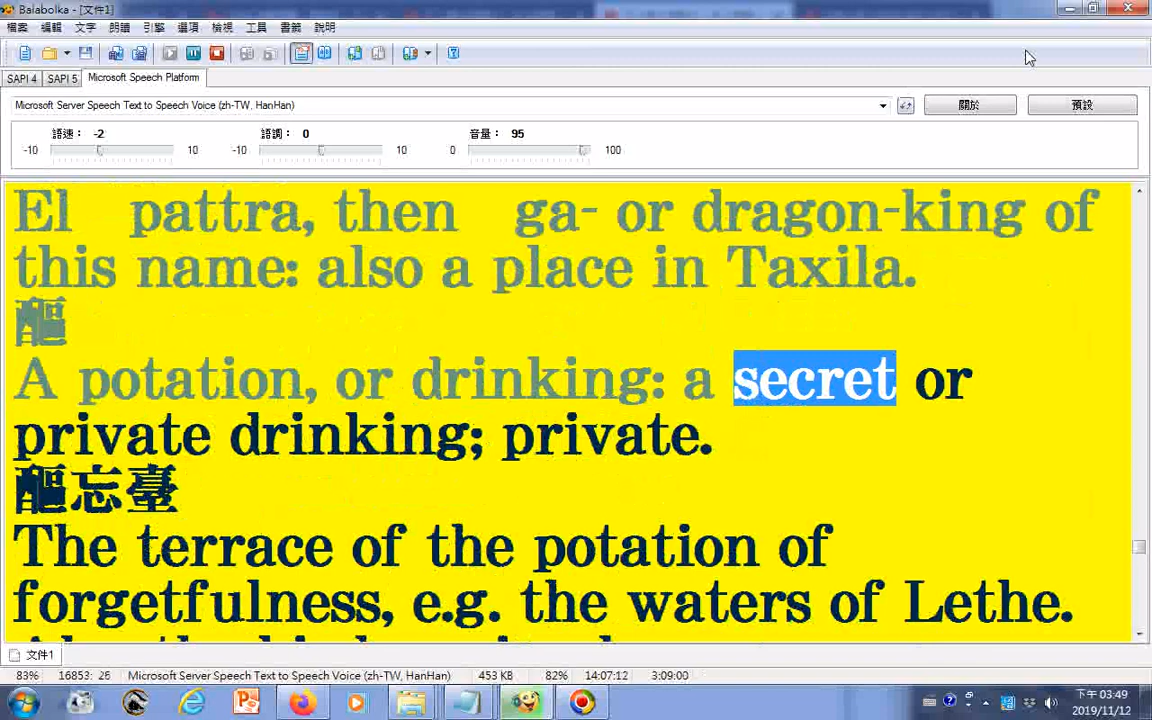 Balabolka - [文件1]
檔案 編輯 文字 朗讀 引擎 選項 檢視 工具 書籤 說明
SAPI 4 SAPI 5 Microsoft Speech Platform
Microsoft Server Speech Text to Speech Voice (zh-TW, HanHan) 關於 預設
語速： -2 語調： 0 音量： 95
-10 10 -10 10 0 100
El pattra, then ga- or dragon-king of
this name: also a place in Taxila.
醧
A potation, or drinking: a secret or
private drinking; private.
醧忘臺
The terrace of the potation of
forgetfulness, e.g. the waters of Lethe.
文件1
83% 16853: 26 Microsoft Server Speech Text to Speech Voice (zh-TW, HanHan) 453 KB 82% 14:07:12 3:09:00
下午 03:49
2019/11/12